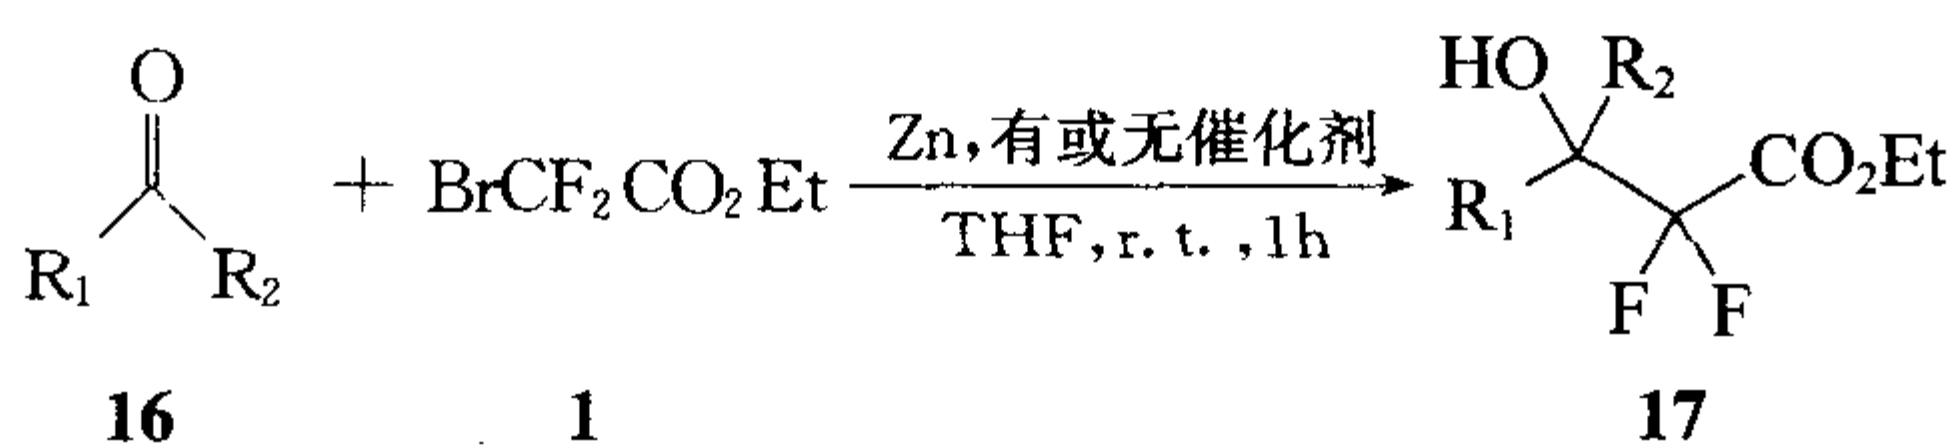 O
R₁ R₂
+ BrCF₂CO₂Et
Zn,有或无催化剂
THF,r. t. ,1h
HO R₂
R₁ CO₂Et
F F
16 1 17